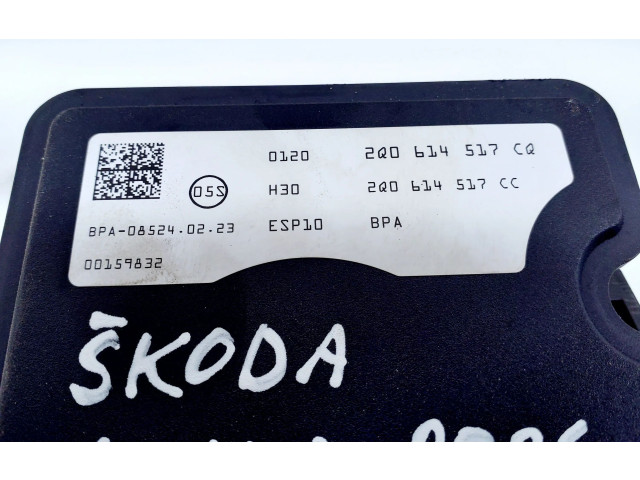 0120 2Q0 614 517 CQ
05S H30 2Q0 614 517 CC
BPA-08524.02.23 ESP10 BPA
00159832
ŠKODA